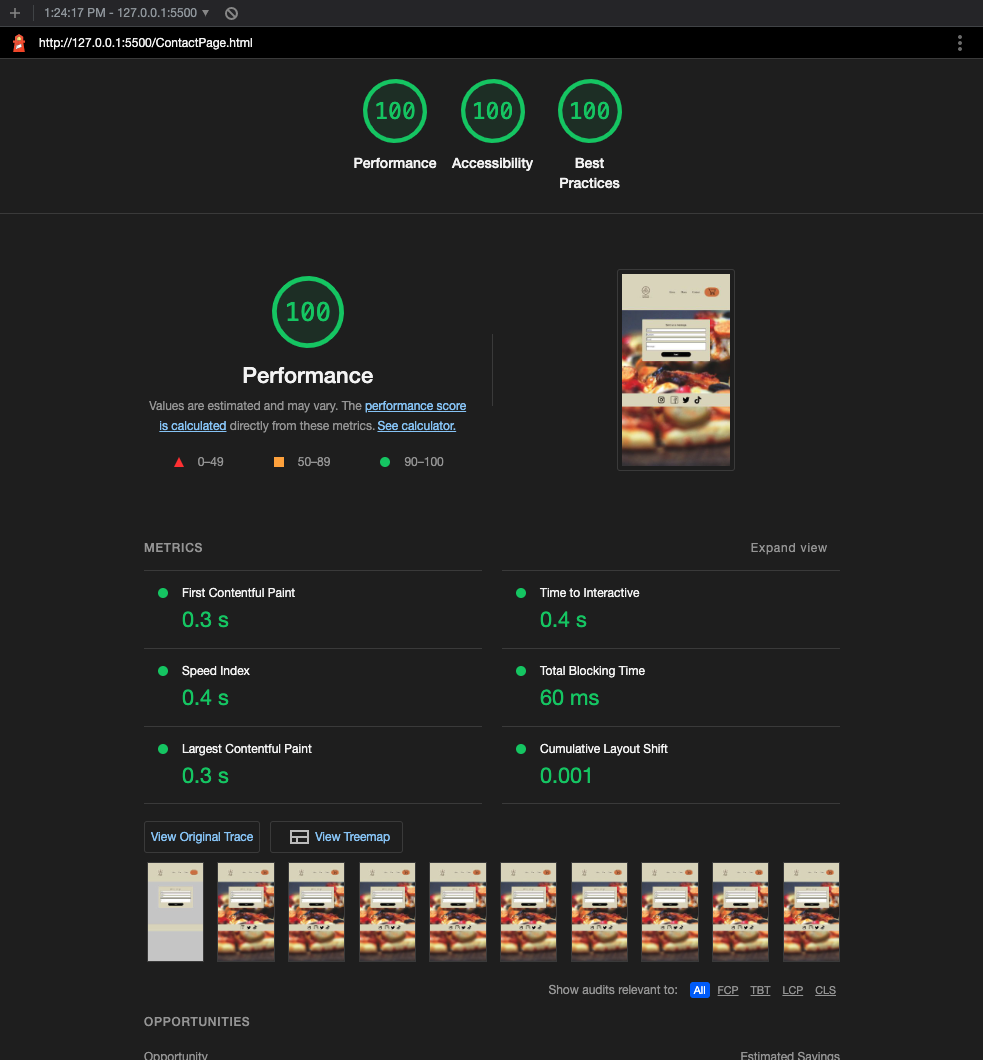 1:24:17 PM - 127.0.0.1:5500
http://127.0.0.1:5500/ContactPage.html
100
100
100
Performance
Accessibility
Best
Practices
100
Performance
Values are estimated and may vary. The performance score
is calculated directly from these metrics. See calculator.
0–49
50–89
90–100
METRICS
Expand view
First Contentful Paint
0.3 s
Time to Interactive
0.4 s
Speed Index
0.4 s
Total Blocking Time
60 ms
Largest Contentful Paint
0.3 s
Cumulative Layout Shift
0.001
View Original Trace
View Treemap
Show audits relevant to: All FCP TBT LCP CLS
OPPORTUNITIES
Opportunity
Estimated Savings